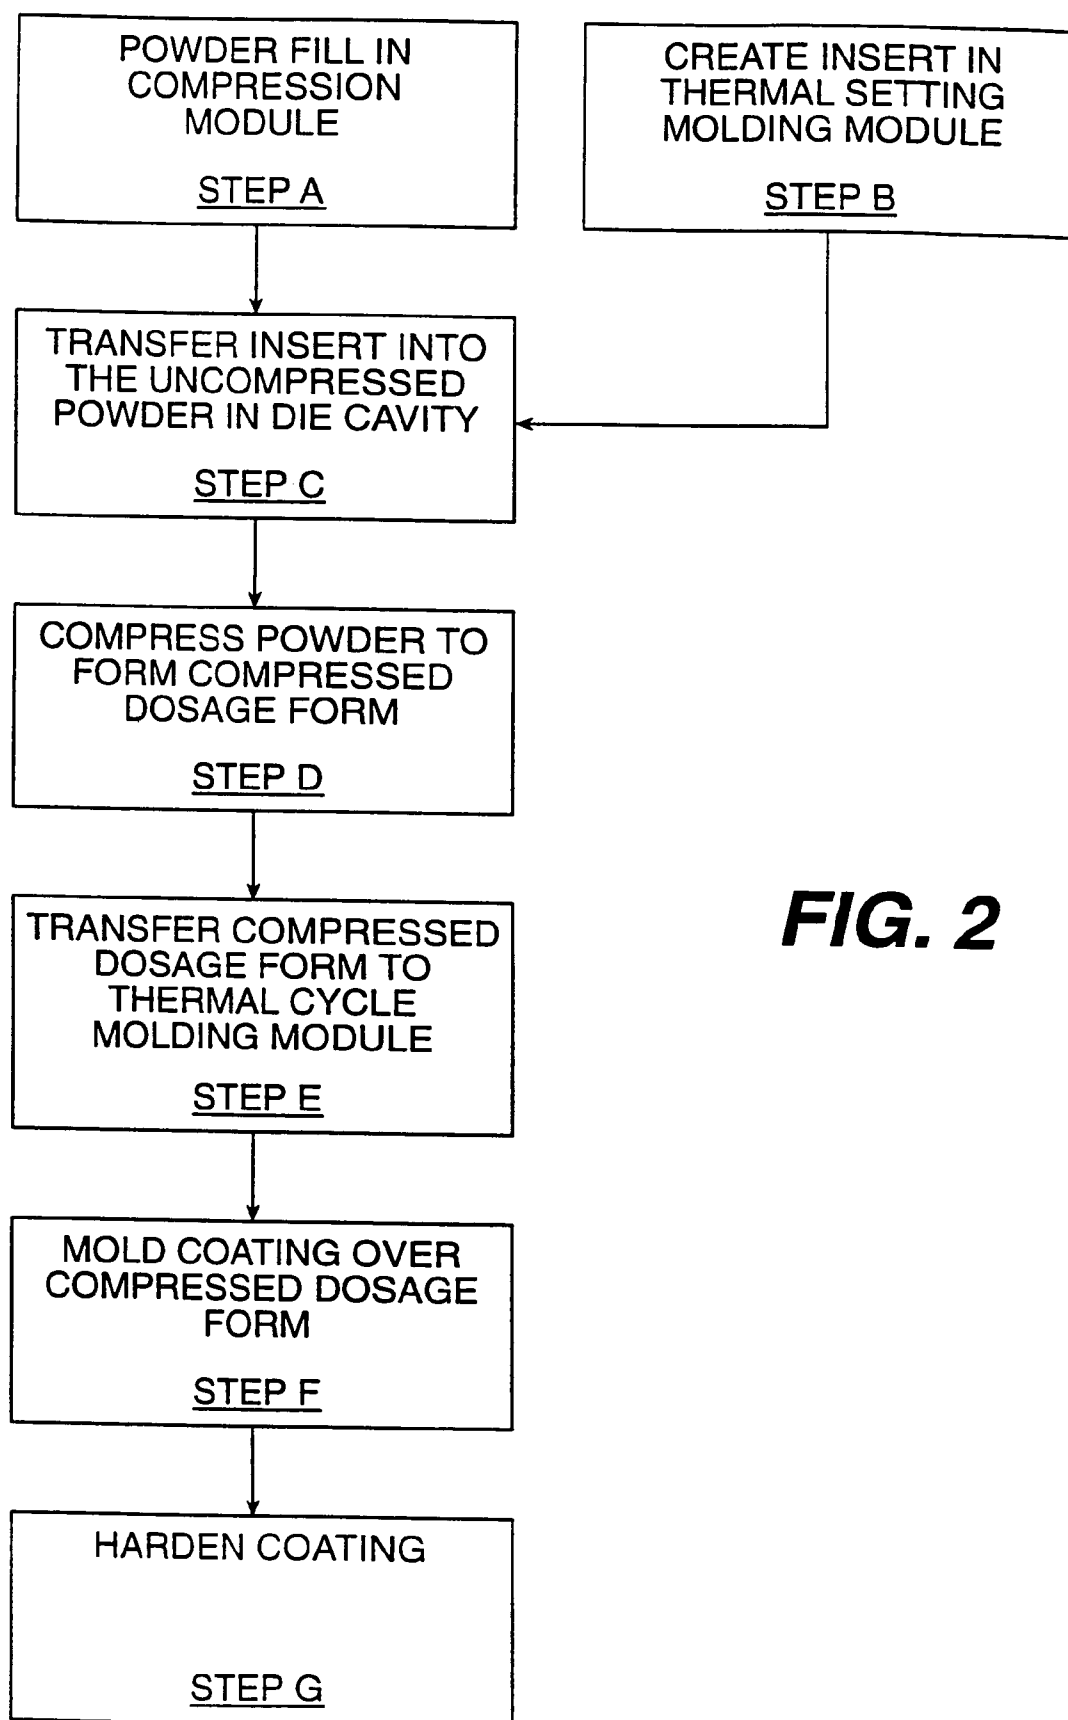 POWDER FILL IN
COMPRESSION
MODULE
STEP A
CREATE INSERT IN
THERMAL SETTING
MOLDING MODULE
STEP B
TRANSFER INSERT INTO
THE UNCOMPRESSED
POWDER IN DIE CAVITY
STEP C
COMPRESS POWDER TO
FORM COMPRESSED
DOSAGE FORM
STEP D
TRANSFER COMPRESSED
DOSAGE FORM TO
THERMAL CYCLE
MOLDING MODULE
STEP E
FIG. 2
MOLD COATING OVER
COMPRESSED DOSAGE
FORM
STEP F
HARDEN COATING
STEP G